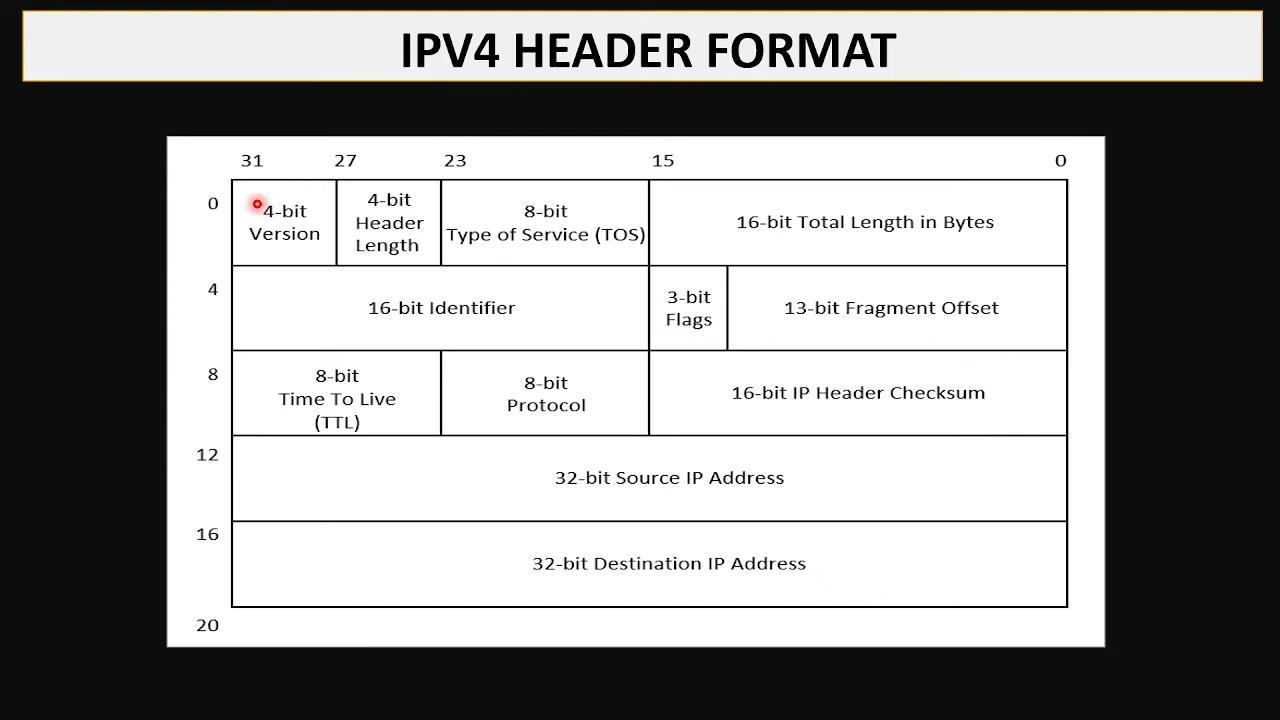 IPV4 HEADER FORMAT
31 27 23 15 0
0
4-bit
Version
4-bit
Header
Length
8-bit
Type of Service (TOS)
16-bit Total Length in Bytes
4
16-bit Identifier
3-bit
Flags
13-bit Fragment Offset
8
8-bit
Time To Live
(TTL)
8-bit
Protocol
16-bit IP Header Checksum
12
32-bit Source IP Address
16
32-bit Destination IP Address
20